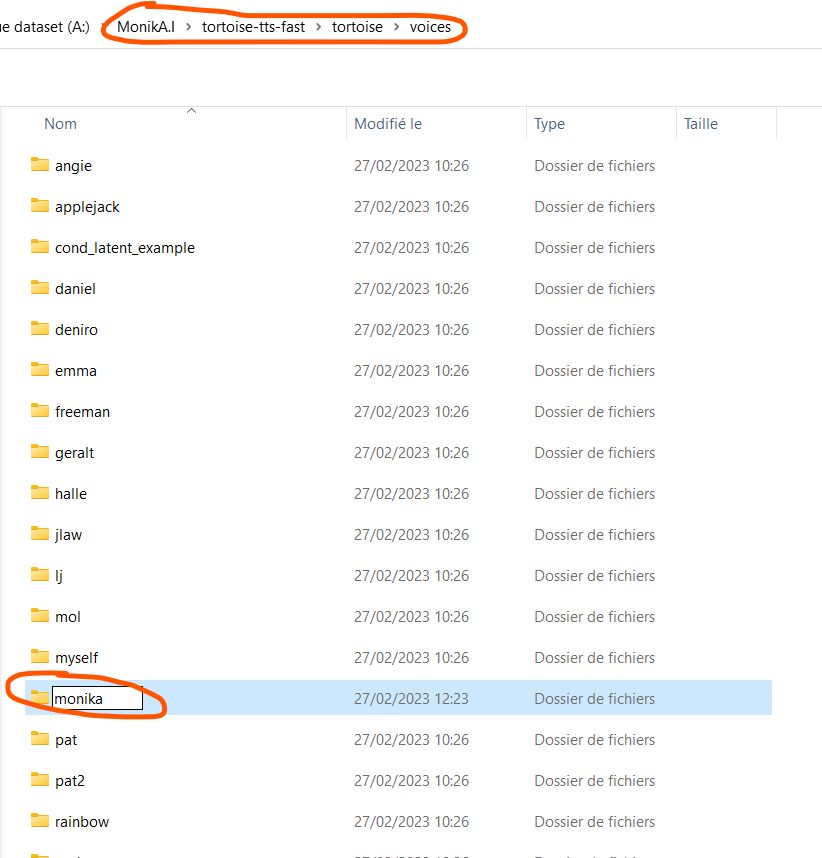 ue dataset (A:) › MonikA.I › tortoise-tts-fast › tortoise › voices
Nom Modifié le Type Taille
angie 27/02/2023 10:26 Dossier de fichiers
applejack 27/02/2023 10:26 Dossier de fichiers
cond_latent_example 27/02/2023 10:26 Dossier de fichiers
daniel 27/02/2023 10:26 Dossier de fichiers
deniro 27/02/2023 10:26 Dossier de fichiers
emma 27/02/2023 10:26 Dossier de fichiers
freeman 27/02/2023 10:26 Dossier de fichiers
geralt 27/02/2023 10:26 Dossier de fichiers
halle 27/02/2023 10:26 Dossier de fichiers
jlaw 27/02/2023 10:26 Dossier de fichiers
lj 27/02/2023 10:26 Dossier de fichiers
mol 27/02/2023 10:26 Dossier de fichiers
myself 27/02/2023 10:26 Dossier de fichiers
monika 27/02/2023 12:23 Dossier de fichiers
pat 27/02/2023 10:26 Dossier de fichiers
pat2 27/02/2023 10:26 Dossier de fichiers
rainbow 27/02/2023 10:26 Dossier de fichiers